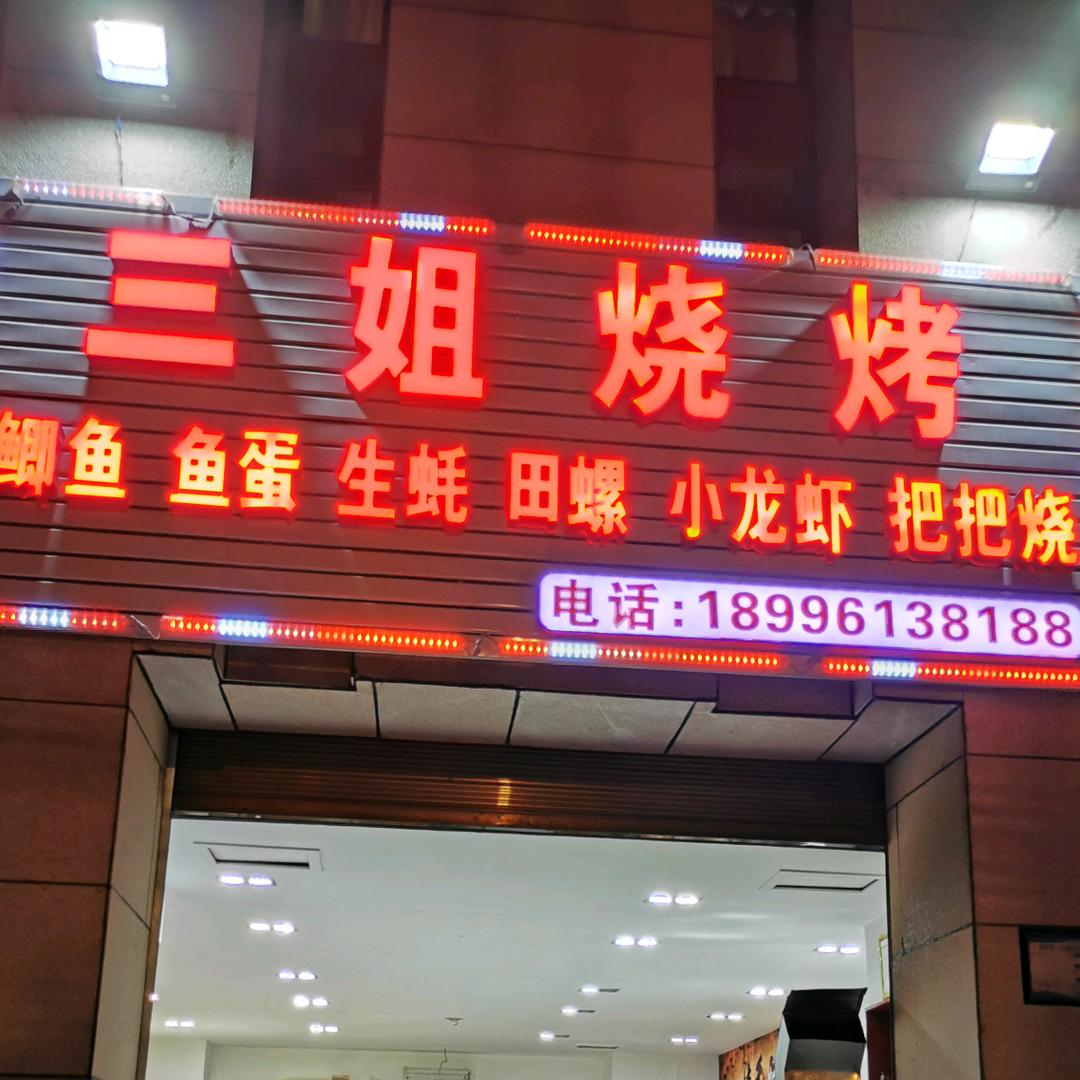 三姐烧烤
鲫鱼 鱼蛋 生蚝 田螺 小龙虾 把把烧
电话:18996138188